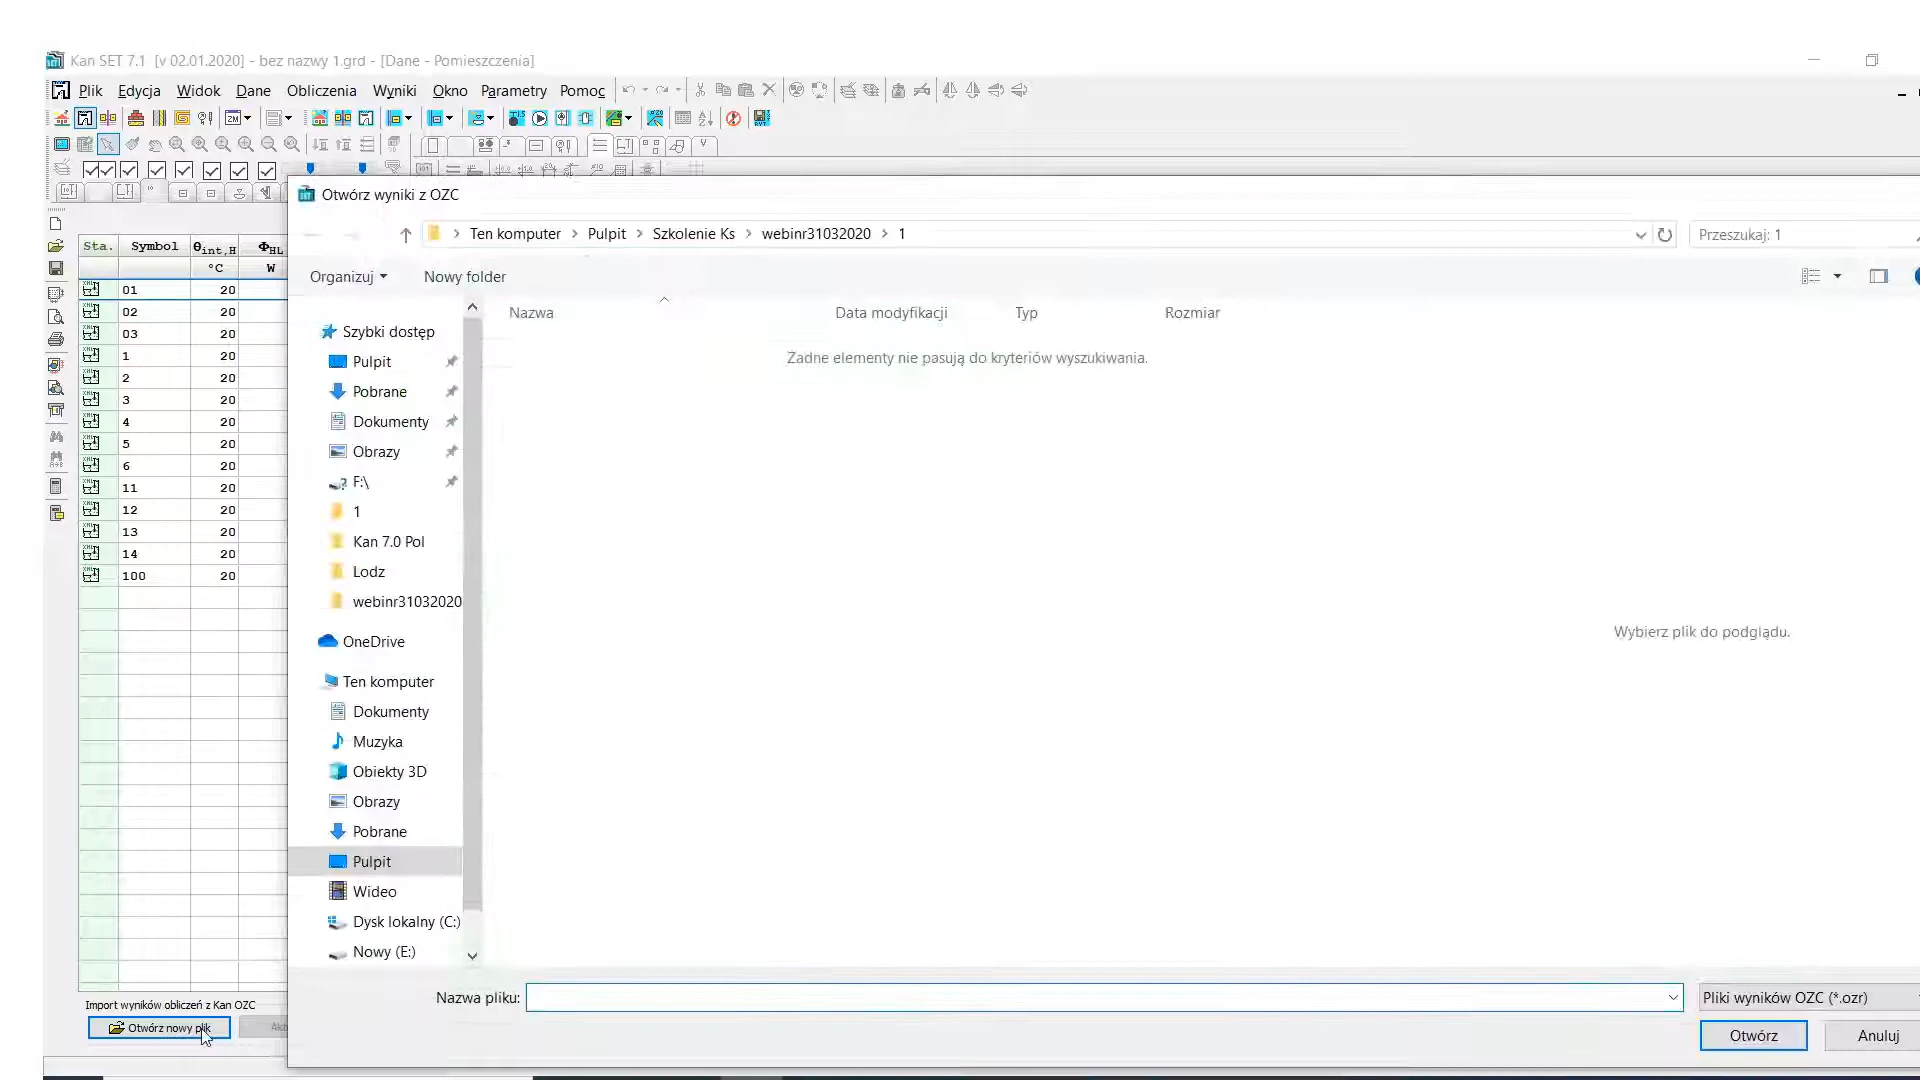 Kan SET 7.1 [v 02.01.2020] - bez nazwy 1.grd - [Dane - Pomieszczenia]
Plik Edycja Widok Dane Obliczenia Wyniki Okno Parametry Pomoc
Otwórz wyniki z OZC
Ten komputer > Pulpit > Szkolenie Ks > webinr31032020 > 1
Przeszukaj: 1
Organizuj Nowy folder
Nazwa Data modyfikacji Typ Rozmiar
Żadne elementy nie pasują do kryteriów wyszukiwania.
Wybierz plik do podglądu.
Sta. Symbol θint,H ΦHL
°C W
01 20
02 20
03 20
1 20
2 20
3 20
4 20
5 20
6 20
11 20
12 20
13 20
14 20
100 20
Szybki dostęp
Pulpit
Pobrane
Dokumenty
Obrazy
F:\
1
Kan 7.0 Pol
Lodz
webinr31032020
OneDrive
Ten komputer
Dokumenty
Muzyka
Obiekty 3D
Obrazy
Pobrane
Pulpit
Wideo
Dysk lokalny (C:)
Nowy (E:)
Import wyników obliczeń z Kan OZC
Otwórz nowy plik
Nazwa pliku:
Pliki wyników OZC (*.ozr)
Otwórz Anuluj